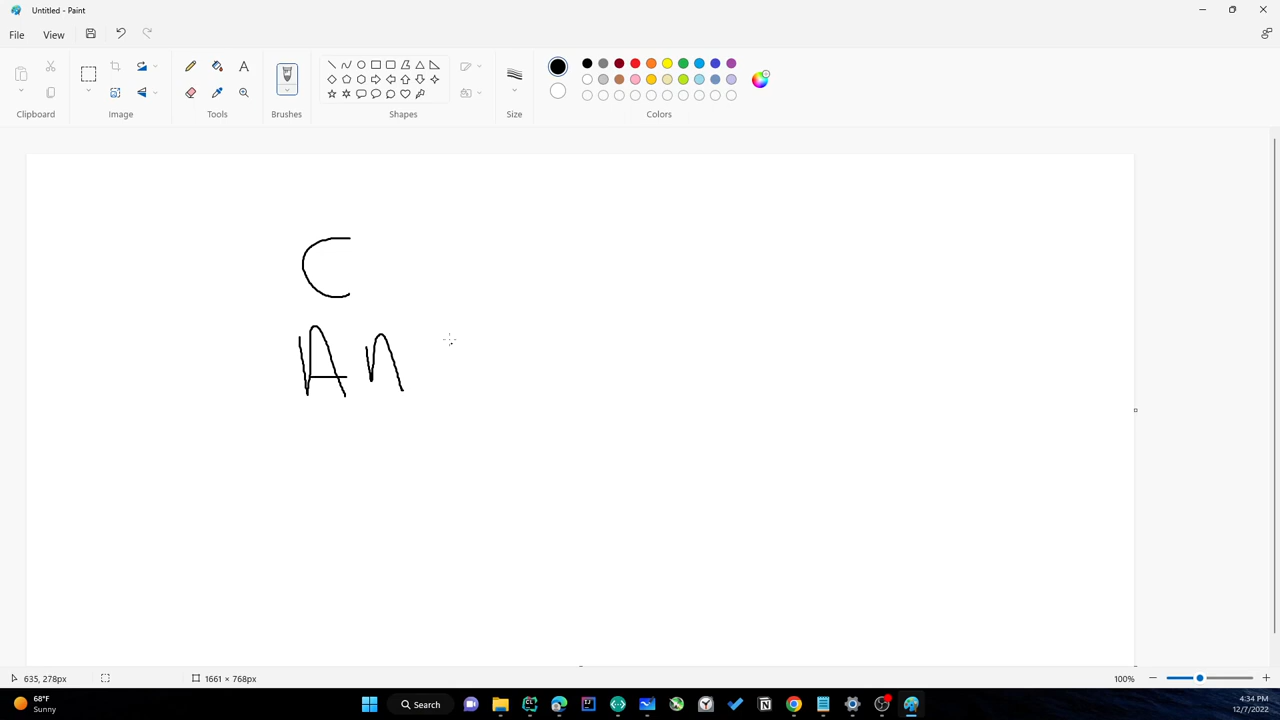 Untitled - Paint
File View
Clipboard Image Tools Brushes Shapes Size Colors
C
An
635, 278px 1661 × 768px 100%
68°F
Sunny
Search
4:34 PM
12/7/2022